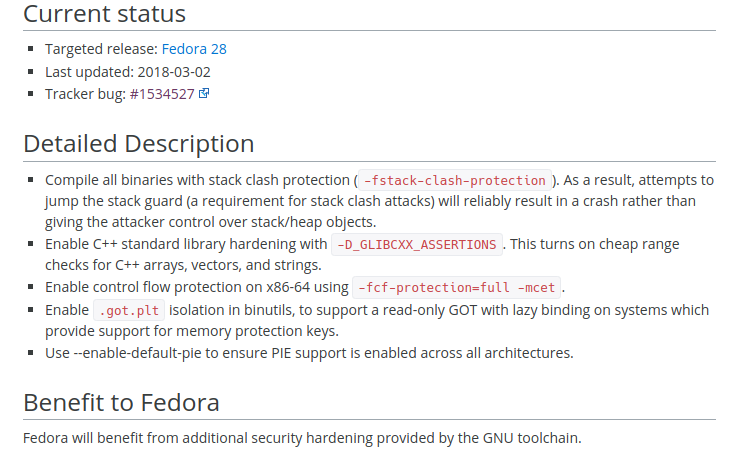 Current status
Targeted release: Fedora 28
Last updated: 2018-03-02
Tracker bug: #1534527
Detailed Description
Compile all binaries with stack clash protection ( -fstack-clash-protection ). As a result, attempts to
jump the stack guard (a requirement for stack clash attacks) will reliably result in a crash rather than
giving the attacker control over stack/heap objects.
Enable C++ standard library hardening with -D_GLIBCXX_ASSERTIONS . This turns on cheap range
checks for C++ arrays, vectors, and strings.
Enable control flow protection on x86-64 using -fcf-protection=full -mcet .
Enable .got.plt isolation in binutils, to support a read-only GOT with lazy binding on systems which
provide support for memory protection keys.
Use --enable-default-pie to ensure PIE support is enabled across all architectures.
Benefit to Fedora
Fedora will benefit from additional security hardening provided by the GNU toolchain.